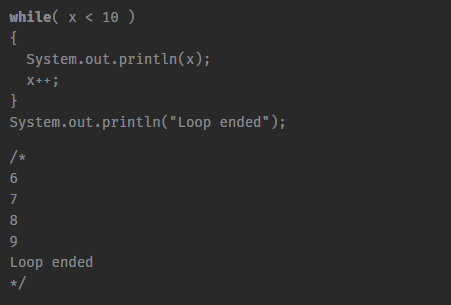 while( x < 10 )
{
  System.out.println(x);
  x++;
}
System.out.println("Loop ended");

/*
6
7
8
9
Loop ended
*/